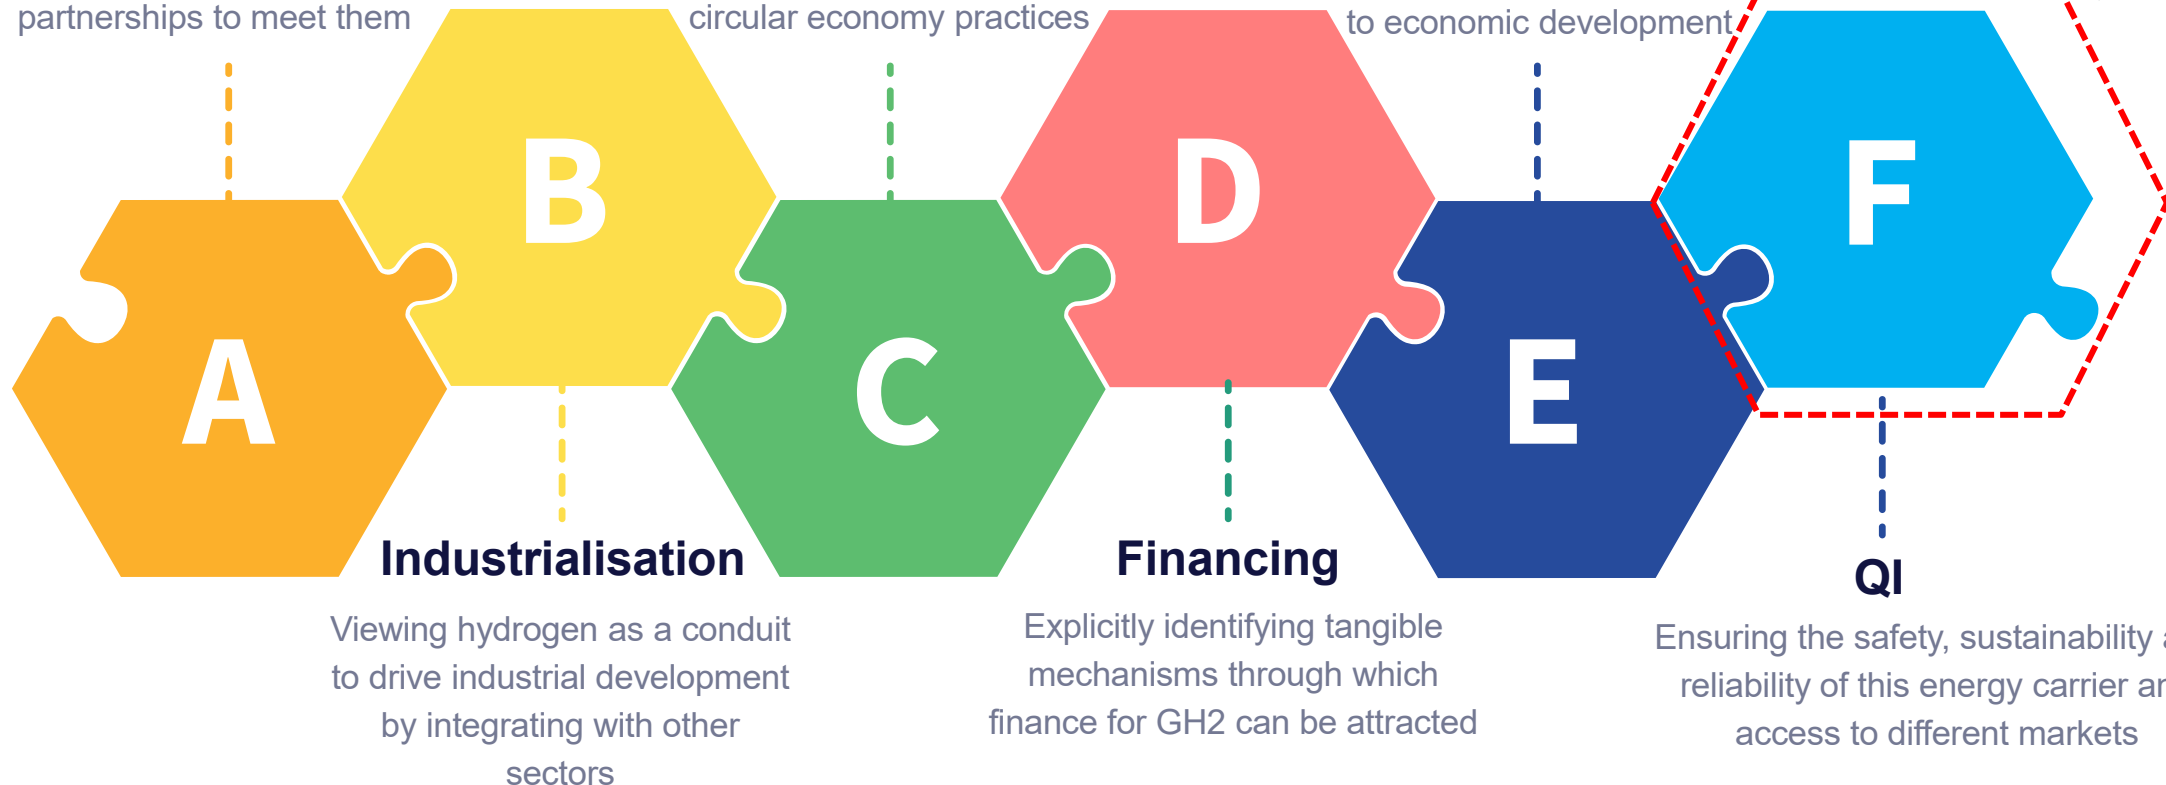 partnerships to meet them
circular economy practices
to economic development
A
B
C
D
E
F
Industrialisation
Viewing hydrogen as a conduit
to drive industrial development
by integrating with other
sectors
Financing
Explicitly identifying tangible
mechanisms through which
finance for GH2 can be attracted
QI
Ensuring the safety, sustainability
reliability of this energy carrier
access to different markets